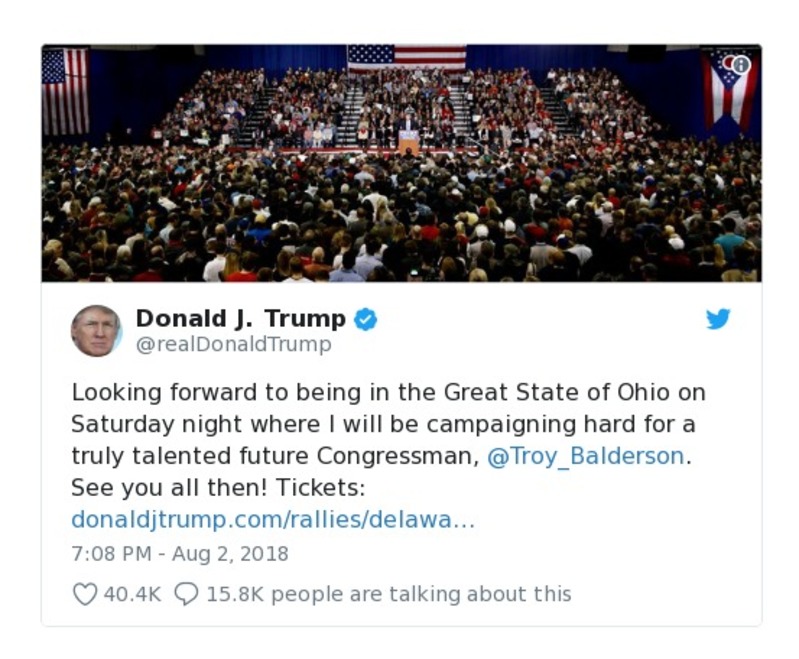 Donald J. Trump
@realDonaldTrump
Looking forward to being in the Great State of Ohio on
Saturday night where I will be campaigning hard for a
truly talented future Congressman, @Troy_Balderson.
See you all then! Tickets:
donaldjtrump.com/rallies/delawa...
7:08 PM - Aug 2, 2018
40.4K 15.8K people are talking about this